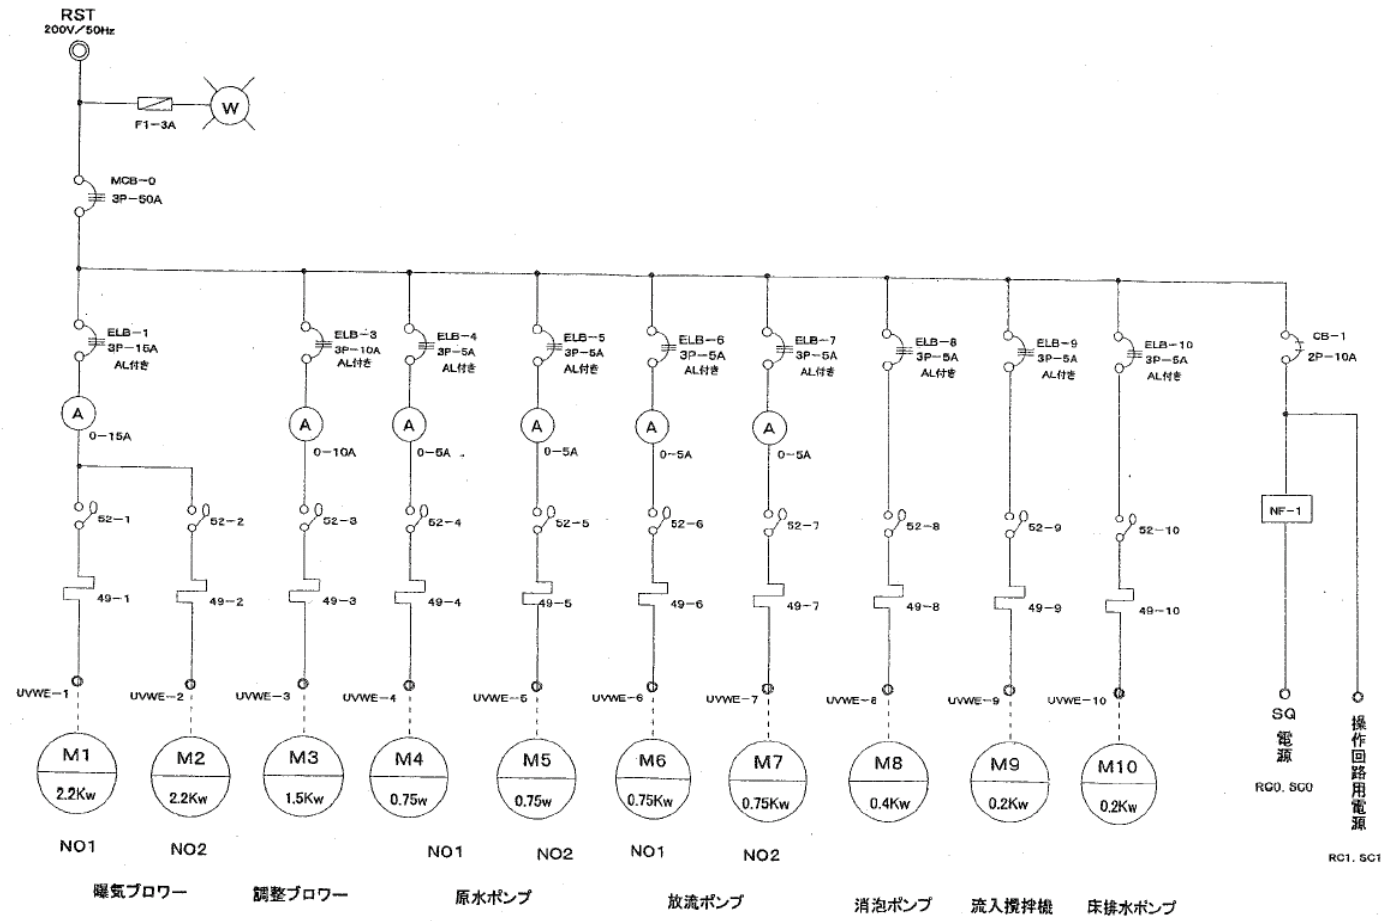 RST
200V/50Hz
W
F1-3A
MCB-0
3P-50A
ELB-1
3P-15A
AL付き
ELB-3
3P-10A
AL付き
ELB-4
3P-5A
AL付き
ELB-5
3P-5A
AL付き
ELB-6
3P-5A
AL付き
ELB-7
3P-5A
AL付き
ELB-8
3P-5A
AL付き
ELB-9
3P-5A
AL付き
ELB-10
3P-5A
AL付き
CB-1
2P-10A
A
0-15A
A
0-10A
A
0-5A
A
0-5A
A
0-5A
A
0-5A
52-1
52-2
52-3
52-4
52-5
52-6
52-7
52-8
52-9
52-10
NF-1
49-1
49-2
49-3
49-4
49-5
49-6
49-7
49-8
49-9
49-10
UVWE-1
UVWE-2
UVWE-3
UVWE-4
UVWE-5
UVWE-6
UVWE-7
UVWE-8
UVWE-9
UVWE-10
SQ
電源
RC0. SC0
操作回路用電源
RC1. SC1
M1
2.2Kw
M2
2.2Kw
M3
1.5Kw
M4
0.75w
M5
0.75w
M6
0.75Kw
M7
0.75Kw
M8
0.4Kw
M9
0.2Kw
M10
0.2Kw
NO1
NO2
NO1
NO2
NO1
NO2
曝気ブロワー
調整ブロワー
原水ポンプ
放流ポンプ
消泡ポンプ
流入攪拌機
床排水ポンプ